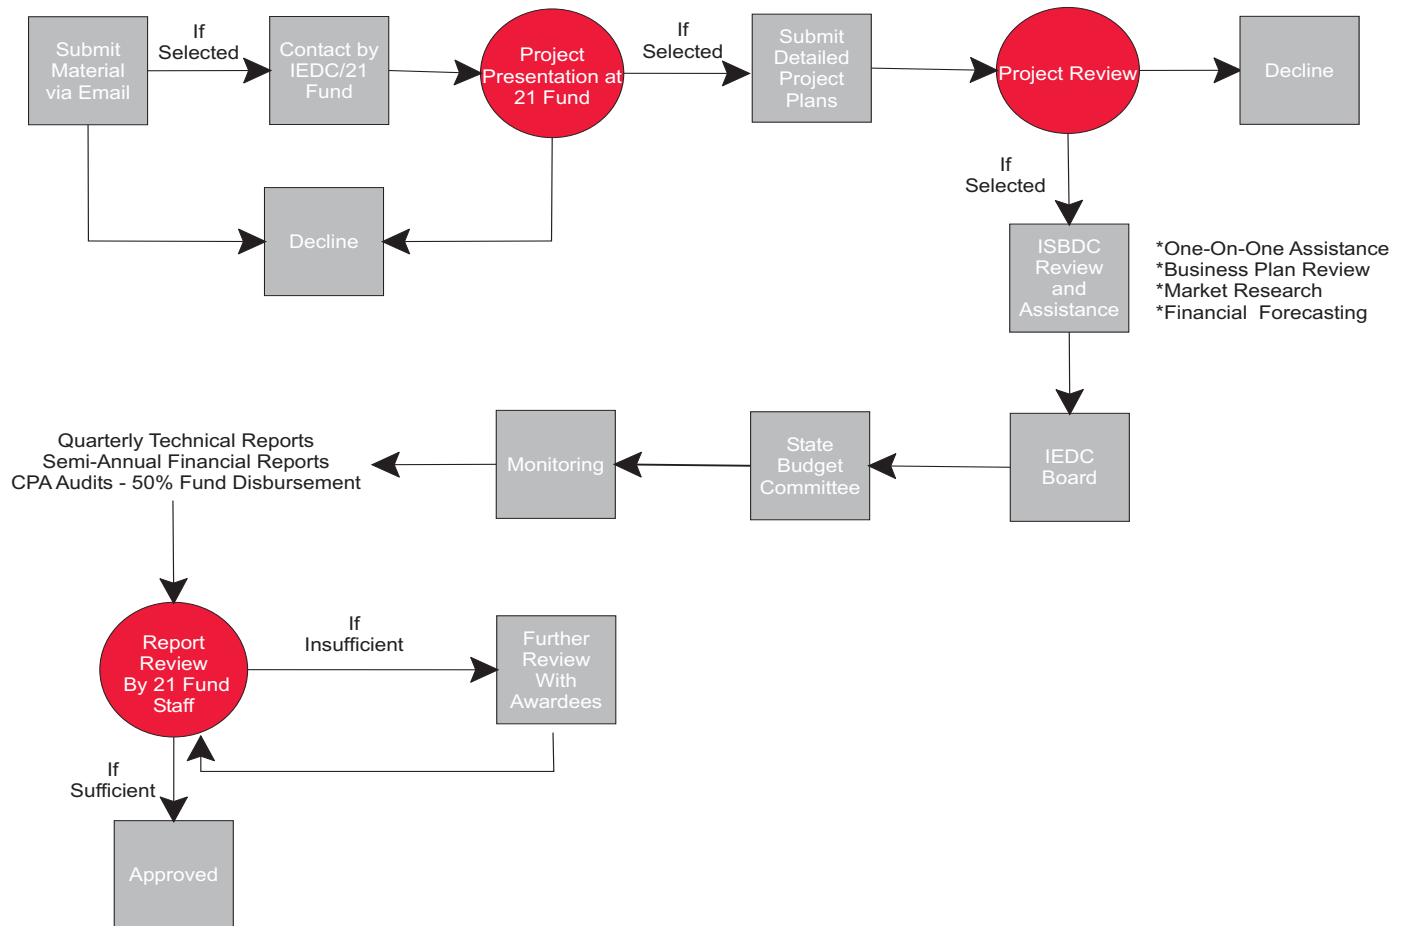 Submit
Material
via Email
If
Selected
Contact by
IEDC/21
Fund
Project
Presentation at
21 Fund
If
Selected
Submit
Detailed
Project
Plans
Project Review
Decline
Decline
If
Selected
ISBDC
Review
and
Assistance
*One-On-One Assistance
*Business Plan Review
*Market Research
*Financial Forecasting
IEDC
Board
State
Budget
Committee
Monitoring
Quarterly Technical Reports
Semi-Annual Financial Reports
CPA Audits - 50% Fund Disbursement
Report
Review
By 21 Fund
Staff
If
Insufficient
Further
Review
With
Awardees
If
Sufficient
Approved